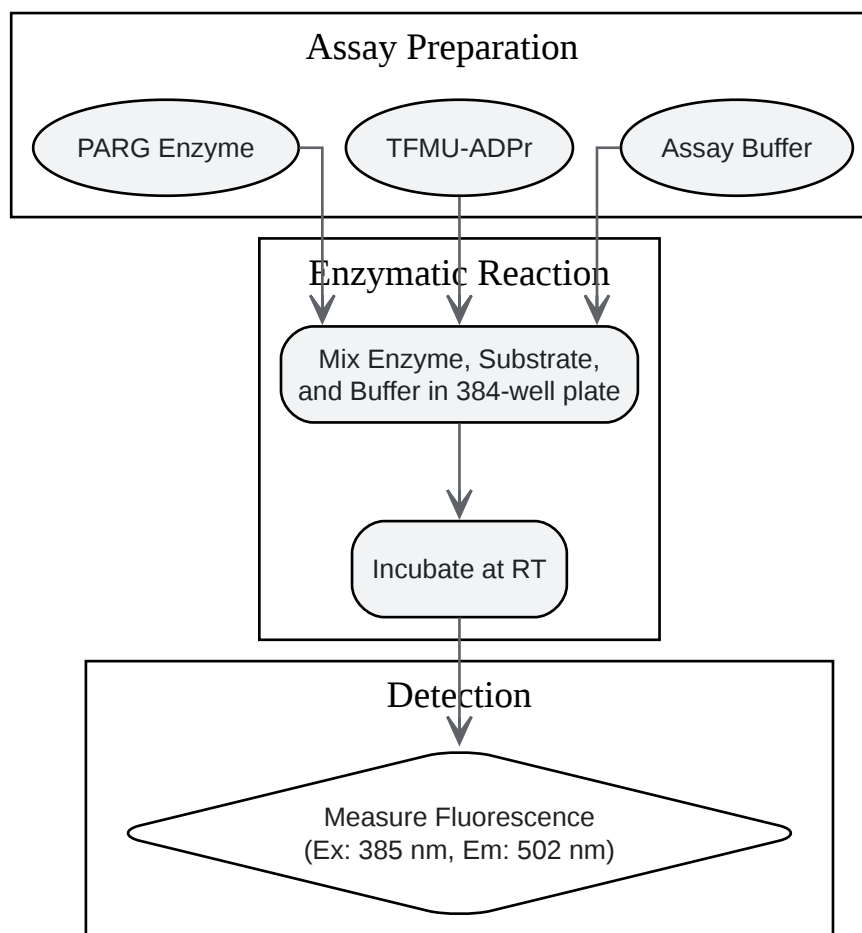 Assay Preparation
PARG Enzyme
TFMU-ADPr
Assay Buffer
Enzymatic Reaction
Mix Enzyme, Substrate,
and Buffer in 384-well plate
Incubate at RT
Detection
Measure Fluorescence
(Ex: 385 nm, Em: 502 nm)